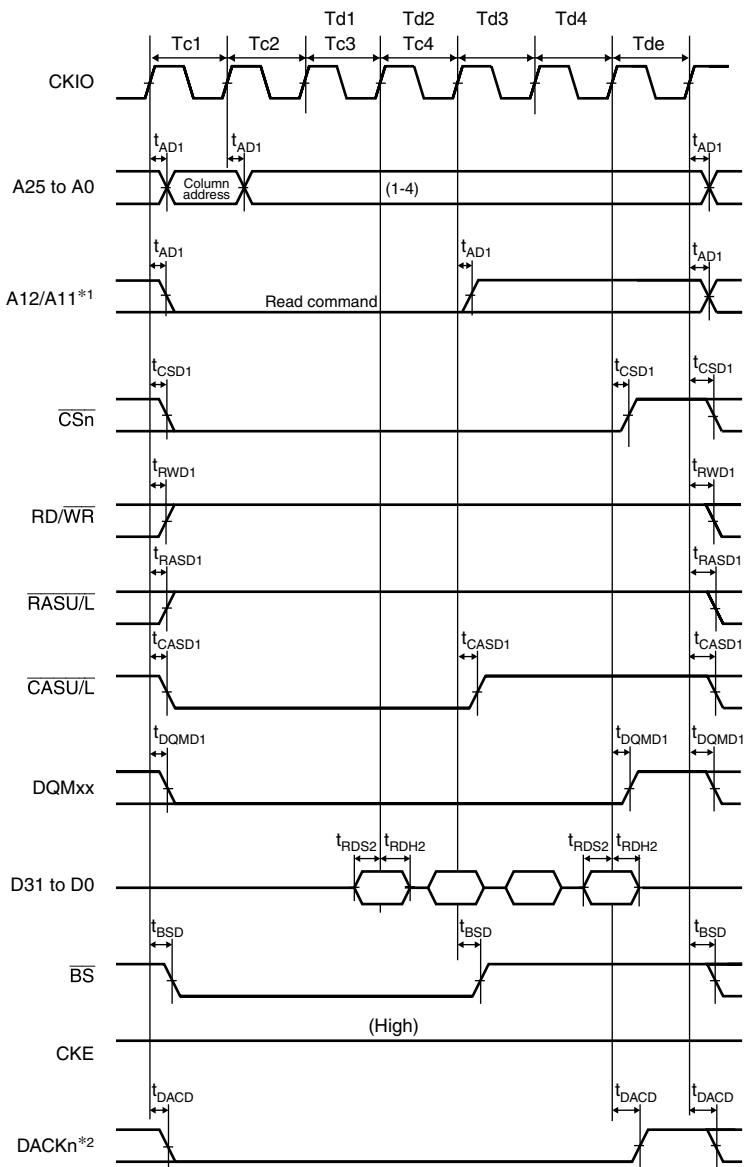 Td1 Td2 Td3 Td4
Tc1 Tc2 Tc3 Tc4 Tde
CKIO
tAD1 tAD1 tAD1
A25 to A0 Column address (1-4)
tAD1 tAD1 tAD1
A12/A11*1 Read command
tCSD1 tCSD1 tCSD1
CSn
tRWD1 tRWD1
RD/WR
tRASD1 tRASD1
RASU/L
tCASD1 tCASD1 tCASD1
CASU/L
tDQMD1 tDQMD1 tDQMD1
DQMxx
tRDS2 tRDH2 tRDS2 tRDH2
D31 to D0
tBSD tBSD tBSD
BS
(High)
CKE
tDACD tDACD tDACD
DACKn*2